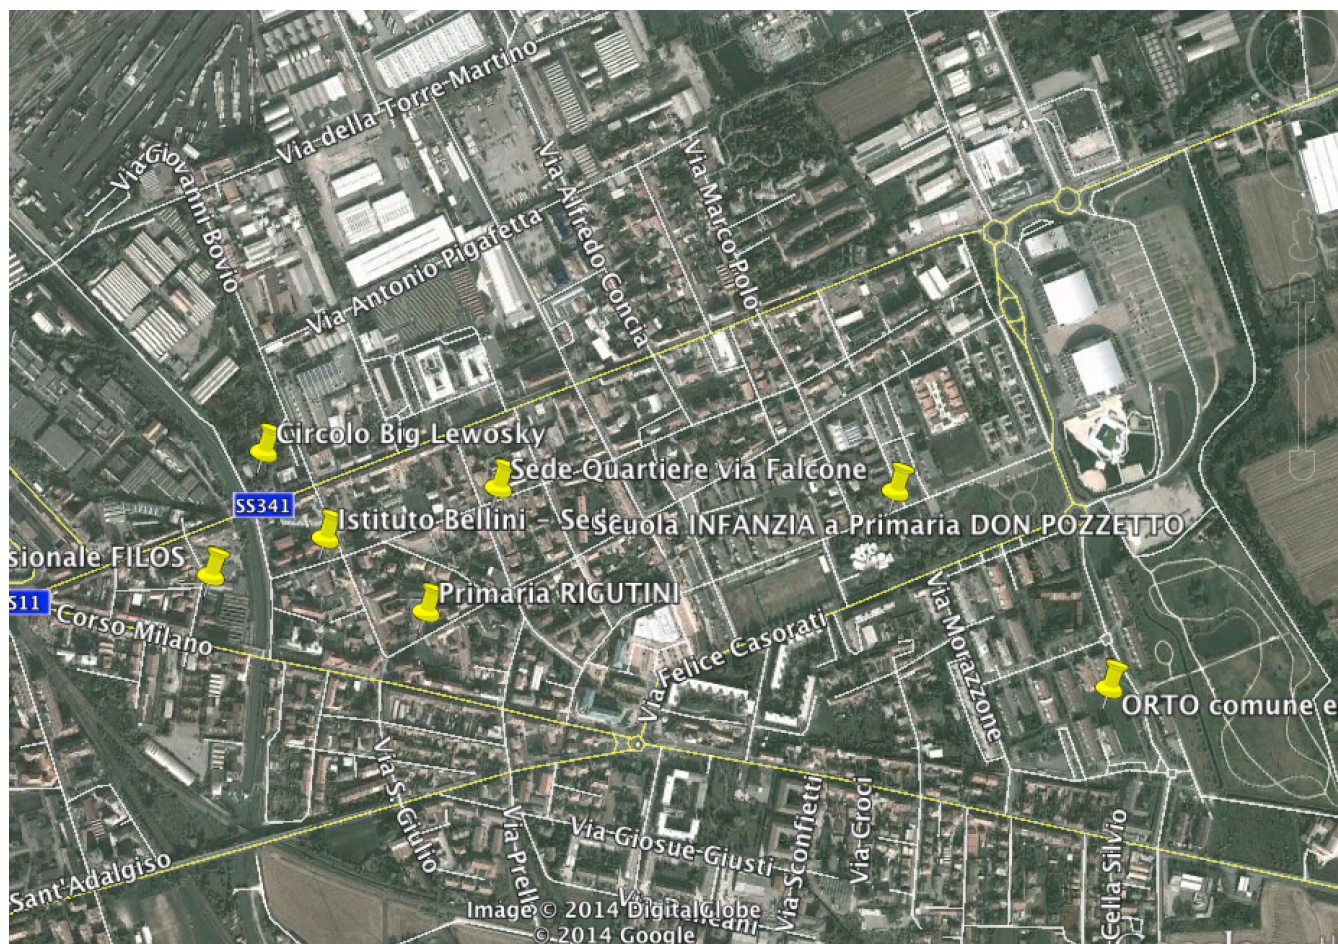 Via della Torre Martino
Via Giovanni Bovio
Via Alfredo Concia
Via Marco Polo
Via Antonio Pigafetta
Circolo Big Lewosky
Sede Quartiere via Falcone
SS341
Istituto Bellini - Sede
Scuola INFANZIA a Primaria DON POZZETTO
sionale FILOS
S11
Primaria RIGUTINI
Corso Milano
Via Felice Casorati
Via Morazzone
ORTO comune e
Via S. Giulio
Via Prelle
Via Giosuè Giusti
Via Sconfietti
Via Croci
Cella Silvio
Sant'Adalgiso
Image © 2014 DigitalGlobe
© 2014 Google